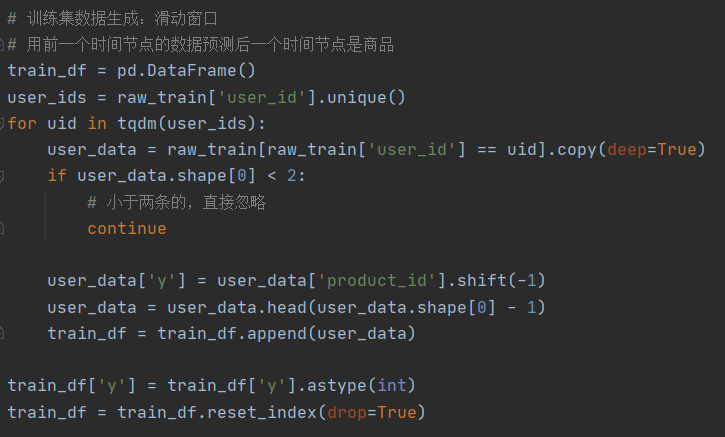 # 训练集数据生成：滑动窗口
# 用前一个时间节点的数据预测后一个时间节点是商品
train_df = pd.DataFrame()
user_ids = raw_train['user_id'].unique()
for uid in tqdm(user_ids):
    user_data = raw_train[raw_train['user_id'] == uid].copy(deep=True)
    if user_data.shape[0] < 2:
        # 小于两条的，直接忽略
        continue

    user_data['y'] = user_data['product_id'].shift(-1)
    user_data = user_data.head(user_data.shape[0] - 1)
    train_df = train_df.append(user_data)

train_df['y'] = train_df['y'].astype(int)
train_df = train_df.reset_index(drop=True)